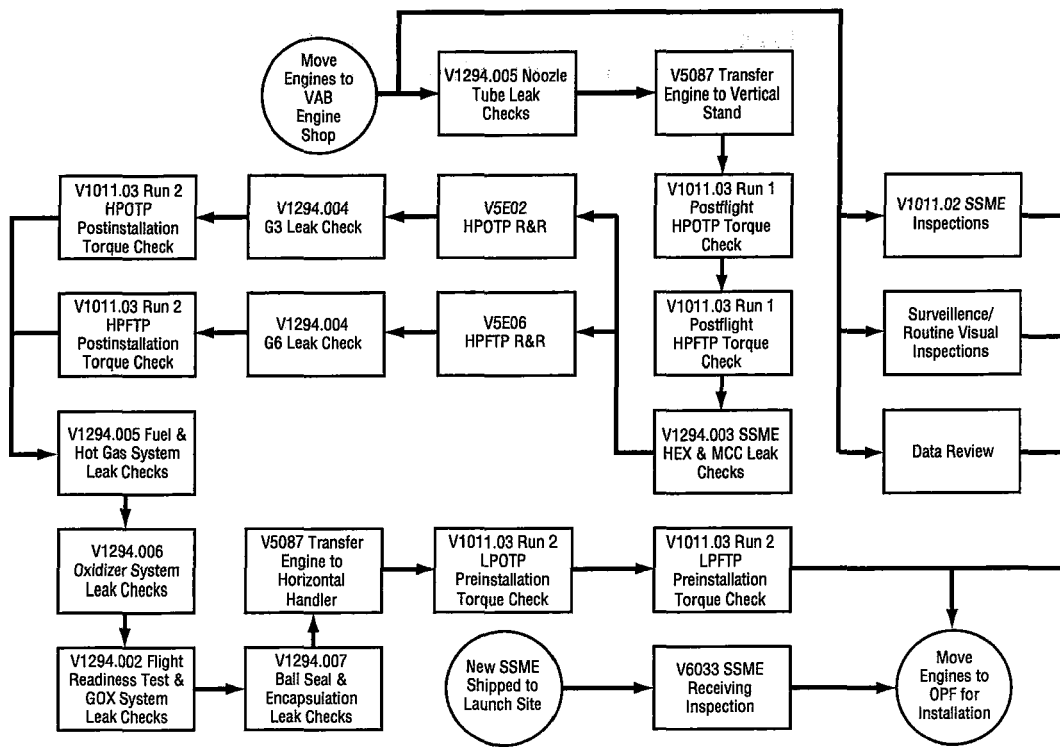 Move
Engines to
VAB
Engine
Shop
V1294.005 Noozle
Tube Leak
Checks
V5087 Transfer
Engine to Vertical
Stand
V1011.03 Run 2
HPOTP
Postinstallation
Torque Check
V1294.004
G3 Leak Check
V5E02
HPOTP R&R
V1011.03 Run 1
Postflight
HPOTP Torque
Check
V1011.02 SSME
Inspections
V1011.03 Run 2
HPFTP
Postinstallation
Torque Check
V1294.004
G6 Leak Check
V5E06
HPFTP R&R
V1011.03 Run 1
Postflight
HPFTP Torque
Check
Surveillence/
Routine Visual
Inspections
V1294.005 Fuel &
Hot Gas System
Leak Checks
V1294.003 SSME
HEX & MCC Leak
Checks
Data Review
V1294.006
Oxidizer System
Leak Checks
V5087 Transfer
Engine to
Horizontal
Handler
V1011.03 Run 2
LPOTP
Preinstallation
Torque Check
V1011.03 Run 2
LPFTP
Preinstallation
Torque Check
V1294.002 Flight
Readiness Test &
GOX System
Leak Checks
V1294.007
Ball Seal &
Encapsulation
Leak Checks
New SSME
Shipped to
Launch Site
V6033 SSME
Receiving
Inspection
Move
Engines to
OPF for
Installation